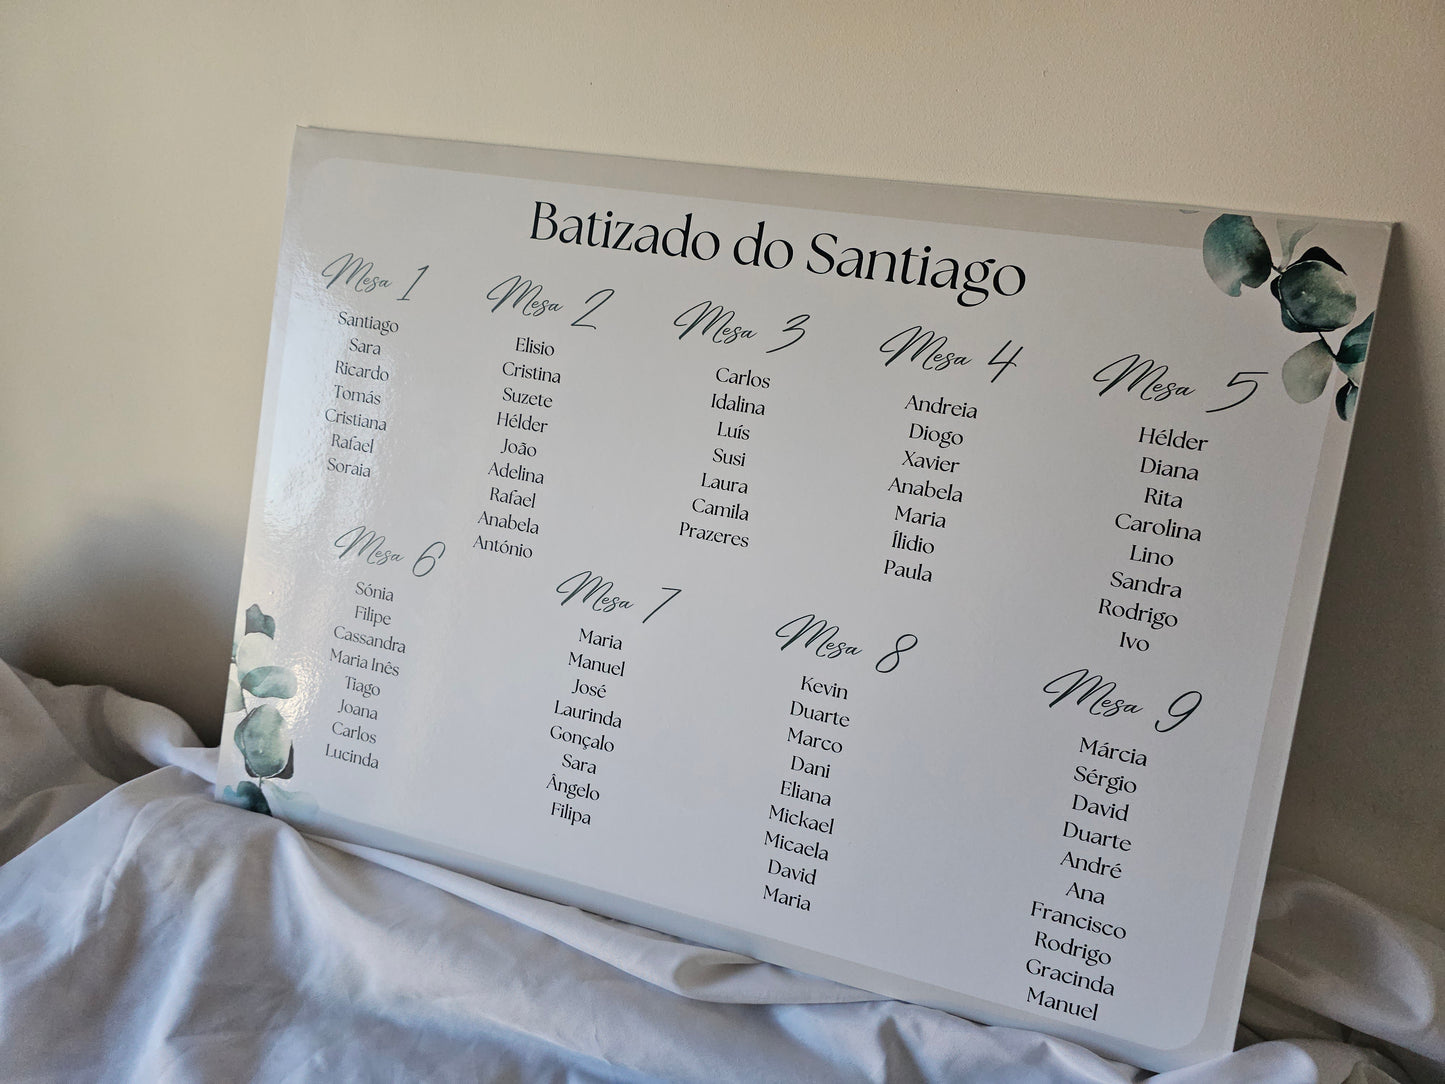 Batizado do Santiago
Mesa 1
Santiago
Sara
Ricardo
Tomás
Cristiana
Rafael
Soraia
Mesa 2
Elisio
Cristina
Suzete
Hélder
João
Adelina
Rafael
Anabela
António
Mesa 3
Carlos
Idalina
Luís
Susi
Laura
Camila
Prazeres
Mesa 4
Andreia
Diogo
Xavier
Anabela
Maria
Ílidio
Paula
Mesa 5
Hélder
Diana
Rita
Carolina
Lino
Sandra
Rodrigo
Ivo
Mesa 6
Sónia
Filipe
Cassandra
Maria Inês
Tiago
Joana
Carlos
Lucinda
Mesa 7
Maria
Manuel
José
Laurinda
Gonçalo
Sara
Ângelo
Filipa
Mesa 8
Kevin
Duarte
Marco
Dani
Eliana
Mickael
Micaela
David
Maria
Mesa 9
Márcia
Sérgio
David
Duarte
André
Ana
Francisco
Rodrigo
Gracinda
Manuel